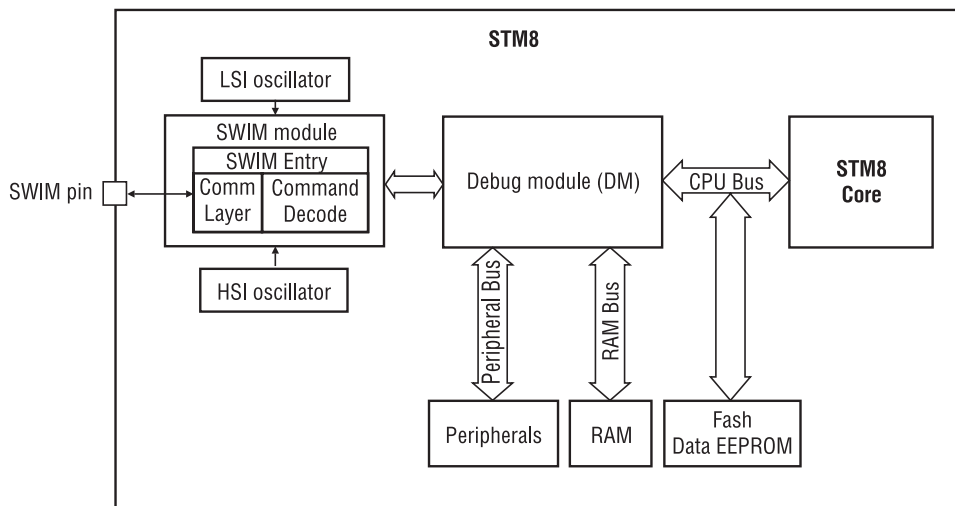 STM8
LSI oscillator
SWIM module
SWIM Entry
Comm
Layer
Command
Decode
SWIM pin
HSI oscillator
Debug module (DM)
CPU Bus
STM8
Core
Peripheral Bus
RAM Bus
Peripherals
RAM
Fash
Data EEPROM